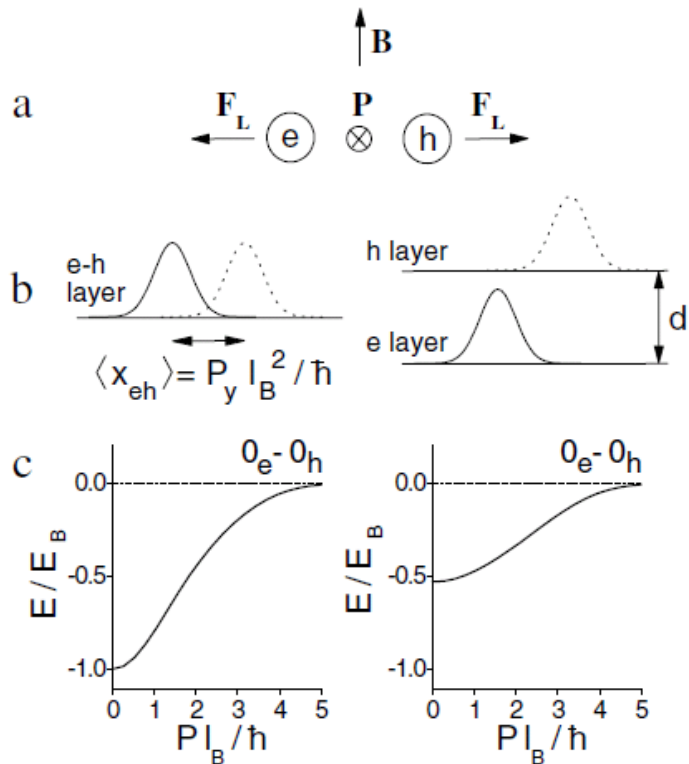 a
B
F_L e P h F_L
b
e-h
layer
⟨x_eh⟩ = P_y l_B² / ħ
h layer
e layer
d
c
0_e - 0_h
E / E_B
0.0
-0.5
-1.0
0 1 2 3 4 5
P l_B / ħ
0_e - 0_h
E / E_B
0.0
-0.5
-1.0
0 1 2 3 4 5
P l_B / ħ